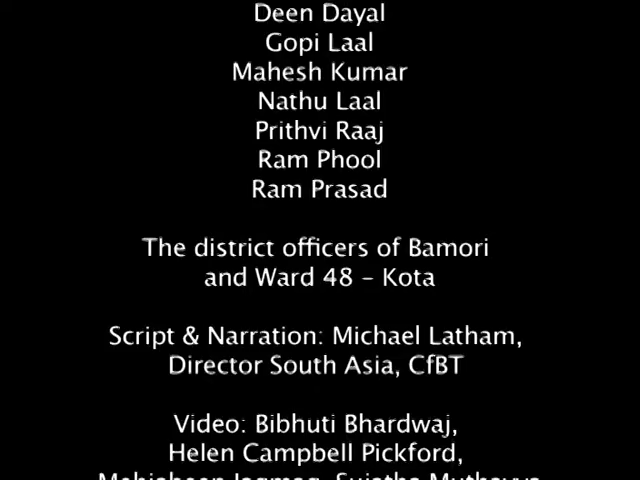 Deen Dayal
Gopi Laal
Mahesh Kumar
Nathu Laal
Prithvi Raaj
Ram Phool
Ram Prasad
The district officers of Bamori
and Ward 48 – Kota
Script & Narration: Michael Latham,
Director South Asia, CfBT
Video: Bibhuti Bhardwaj,
Helen Campbell Pickford,